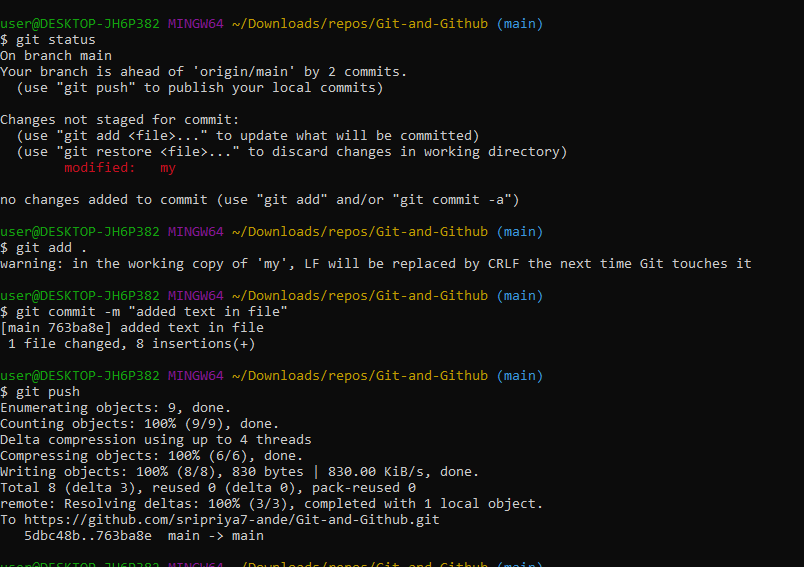 user@DESKTOP-JH6P382 MINGW64 ~/Downloads/repos/Git-and-Github (main)
$ git status
On branch main
Your branch is ahead of 'origin/main' by 2 commits.
  (use "git push" to publish your local commits)

Changes not staged for commit:
  (use "git add <file>..." to update what will be committed)
  (use "git restore <file>..." to discard changes in working directory)
        modified:   my

no changes added to commit (use "git add" and/or "git commit -a")

user@DESKTOP-JH6P382 MINGW64 ~/Downloads/repos/Git-and-Github (main)
$ git add .
warning: in the working copy of 'my', LF will be replaced by CRLF the next time Git touches it

user@DESKTOP-JH6P382 MINGW64 ~/Downloads/repos/Git-and-Github (main)
$ git commit -m "added text in file"
[main 763ba8e] added text in file
 1 file changed, 8 insertions(+)

user@DESKTOP-JH6P382 MINGW64 ~/Downloads/repos/Git-and-Github (main)
$ git push
Enumerating objects: 9, done.
Counting objects: 100% (9/9), done.
Delta compression using up to 4 threads
Compressing objects: 100% (6/6), done.
Writing objects: 100% (8/8), 830 bytes | 830.00 KiB/s, done.
Total 8 (delta 3), reused 0 (delta 0), pack-reused 0
remote: Resolving deltas: 100% (3/3), completed with 1 local object.
To https://github.com/sripriya7-ande/Git-and-Github.git
   5dbc48b..763ba8e  main -> main

user@DESKTOP-JH6P382 MINGW64 ~/Downloads/repos/Git-and-Github (main)